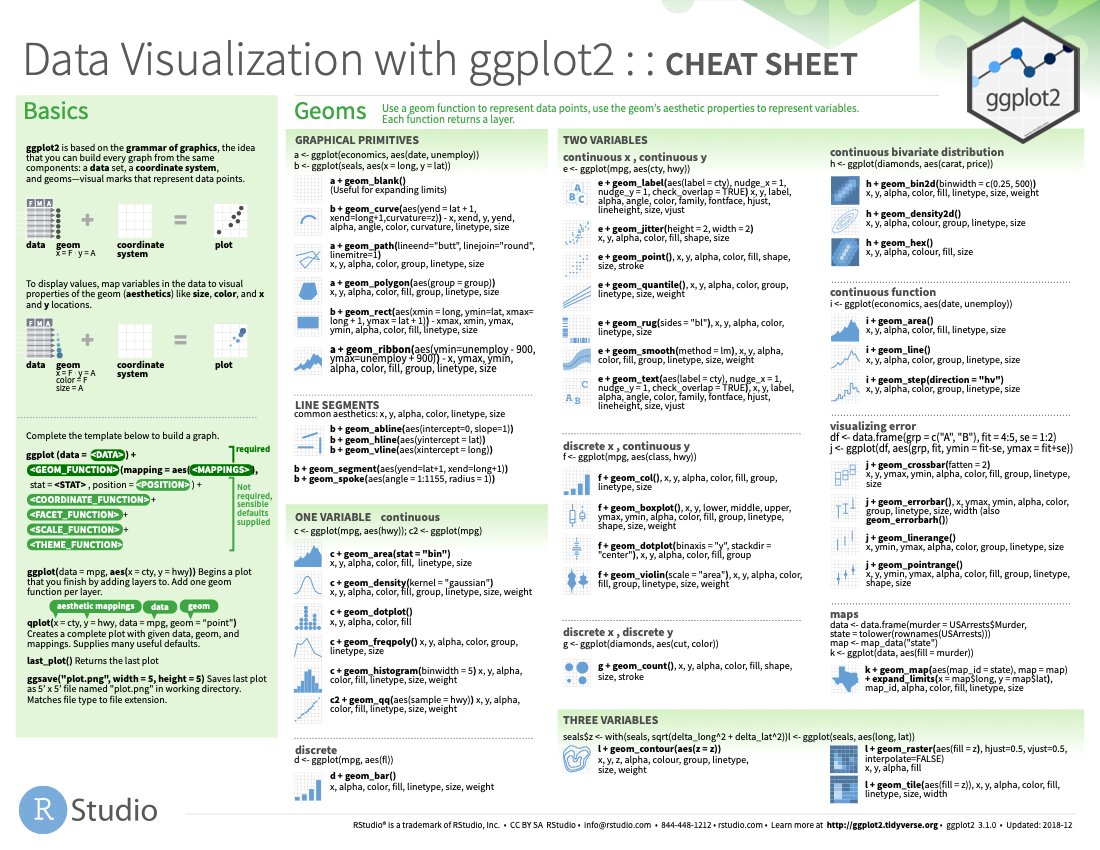 Data Visualization with ggplot2 : : CHEAT SHEET
ggplot2
Basics
ggplot2 is based on the grammar of graphics, the idea
that you can build every graph from the same
components: a data set, a coordinate system,
and geoms—visual marks that represent data points.
F M A
data geom coordinate plot
x = F · y = A system
To display values, map variables in the data to visual
properties of the geom (aesthetics) like size, color, and x
and y locations.
F M A
data geom coordinate plot
x = F · y = A system
color = F
size = A
Complete the template below to build a graph.
required
ggplot (data = <DATA>) +
<GEOM_FUNCTION>(mapping = aes(<MAPPINGS>),
stat = <STAT> , position = <POSITION>) +
<COORDINATE_FUNCTION>+
<FACET_FUNCTION>+
<SCALE_FUNCTION>+
<THEME_FUNCTION>
Not
required,
sensible
defaults
supplied
ggplot(data = mpg, aes(x = cty, y = hwy)) Begins a plot
that you finish by adding layers to. Add one geom
function per layer.
aesthetic mappings data geom
qplot(x = cty, y = hwy, data = mpg, geom = "point")
Creates a complete plot with given data, geom, and
mappings. Supplies many useful defaults.
last_plot() Returns the last plot
ggsave("plot.png", width = 5, height = 5) Saves last plot
as 5' x 5' file named "plot.png" in working directory.
Matches file type to file extension.
Geoms
Use a geom function to represent data points, use the geom's aesthetic properties to represent variables.
Each function returns a layer.
GRAPHICAL PRIMITIVES
a <- ggplot(economics, aes(date, unemploy))
b <- ggplot(seals, aes(x = long, y = lat))
a + geom_blank()
(Useful for expanding limits)
b + geom_curve(aes(yend = lat + 1,
xend=long+1,curvature=z)) - x, xend, y, yend,
alpha, angle, color, curvature, linetype, size
a + geom_path(lineend="butt", linejoin="round",
linemitre=1)
x, y, alpha, color, group, linetype, size
a + geom_polygon(aes(group = group))
x, y, alpha, color, fill, group, linetype, size
b + geom_rect(aes(xmin = long, ymin=lat, xmax=
long + 1, ymax = lat + 1)) - xmax, xmin, ymax,
ymin, alpha, color, fill, linetype, size
a + geom_ribbon(aes(ymin=unemploy - 900,
ymax=unemploy + 900)) - x, ymax, ymin,
alpha, color, fill, group, linetype, size
LINE SEGMENTS
common aesthetics: x, y, alpha, color, linetype, size
b + geom_abline(aes(intercept=0, slope=1))
b + geom_hline(aes(yintercept = lat))
b + geom_vline(aes(xintercept = long))
b + geom_segment(aes(yend=lat+1, xend=long+1))
b + geom_spoke(aes(angle = 1:1155, radius = 1))
ONE VARIABLE continuous
c <- ggplot(mpg, aes(hwy)); c2 <- ggplot(mpg)
c + geom_area(stat = "bin")
x, y, alpha, color, fill, linetype, size
c + geom_density(kernel = "gaussian")
x, y, alpha, color, fill, group, linetype, size, weight
c + geom_dotplot()
x, y, alpha, color, fill
c + geom_freqpoly() x, y, alpha, color, group,
linetype, size
c + geom_histogram(binwidth = 5) x, y, alpha,
color, fill, linetype, size, weight
c2 + geom_qq(aes(sample = hwy)) x, y, alpha,
color, fill, linetype, size, weight
discrete
d <- ggplot(mpg, aes(fl))
d + geom_bar()
x, alpha, color, fill, linetype, size, weight
TWO VARIABLES
continuous x , continuous y
e <- ggplot(mpg, aes(cty, hwy))
A
B
C
e + geom_label(aes(label = cty), nudge_x = 1,
nudge_y = 1, check_overlap = TRUE) x, y, label,
alpha, angle, color, family, fontface, hjust,
lineheight, size, vjust
e + geom_jitter(height = 2, width = 2)
x, y, alpha, color, fill, shape, size
e + geom_point(), x, y, alpha, color, fill, shape,
size, stroke
e + geom_quantile(), x, y, alpha, color, group,
linetype, size, weight
e + geom_rug(sides = "bl"), x, y, alpha, color,
linetype, size
e + geom_smooth(method = lm), x, y, alpha,
color, fill, group, linetype, size, weight
A
B
C
e + geom_text(aes(label = cty), nudge_x = 1,
nudge_y = 1, check_overlap = TRUE), x, y, label,
alpha, angle, color, family, fontface, hjust,
lineheight, size, vjust
discrete x , continuous y
f <- ggplot(mpg, aes(class, hwy))
f + geom_col(), x, y, alpha, color, fill, group,
linetype, size
f + geom_boxplot(), x, y, lower, middle, upper,
ymax, ymin, alpha, color, fill, group, linetype,
shape, size, weight
f + geom_dotplot(binaxis = "y", stackdir =
"center"), x, y, alpha, color, fill, group
f + geom_violin(scale = "area"), x, y, alpha, color,
fill, group, linetype, size, weight
discrete x , discrete y
g <- ggplot(diamonds, aes(cut, color))
g + geom_count(), x, y, alpha, color, fill, shape,
size, stroke
continuous bivariate distribution
h <- ggplot(diamonds, aes(carat, price))
h + geom_bin2d(binwidth = c(0.25, 500))
x, y, alpha, color, fill, linetype, size, weight
h + geom_density2d()
x, y, alpha, colour, group, linetype, size
h + geom_hex()
x, y, alpha, colour, fill, size
continuous function
i <- ggplot(economics, aes(date, unemploy))
i + geom_area()
x, y, alpha, color, fill, linetype, size
i + geom_line()
x, y, alpha, color, group, linetype, size
i + geom_step(direction = "hv")
x, y, alpha, color, group, linetype, size
visualizing error
df <- data.frame(grp = c("A", "B"), fit = 4:5, se = 1:2)
j <- ggplot(df, aes(grp, fit, ymin = fit-se, ymax = fit+se))
j + geom_crossbar(fatten = 2)
x, y, ymax, ymin, alpha, color, fill, group, linetype,
size
j + geom_errorbar(), x, ymax, ymin, alpha, color,
group, linetype, size, width (also
geom_errorbarh())
j + geom_linerange()
x, ymin, ymax, alpha, color, group, linetype, size
j + geom_pointrange()
x, y, ymin, ymax, alpha, color, fill, group, linetype,
shape, size
maps
data <- data.frame(murder = USArrests$Murder,
state = tolower(rownames(USArrests)))
map <- map_data("state")
k <- ggplot(data, aes(fill = murder))
k + geom_map(aes(map_id = state), map = map)
+ expand_limits(x = map$long, y = map$lat),
map_id, alpha, color, fill, linetype, size
THREE VARIABLES
seals$z <- with(seals, sqrt(delta_long^2 + delta_lat^2))l <- ggplot(seals, aes(long, lat))
l + geom_contour(aes(z = z))
x, y, z, alpha, colour, group, linetype,
size, weight
l + geom_raster(aes(fill = z), hjust=0.5, vjust=0.5,
interpolate=FALSE)
x, y, alpha, fill
l + geom_tile(aes(fill = z)), x, y, alpha, color, fill,
linetype, size, width
R Studio
RStudio® is a trademark of RStudio, Inc. • CC BY SA RStudio • info@rstudio.com • 844-448-1212 • rstudio.com • Learn more at http://ggplot2.tidyverse.org • ggplot2 3.1.0 • Updated: 2018-12